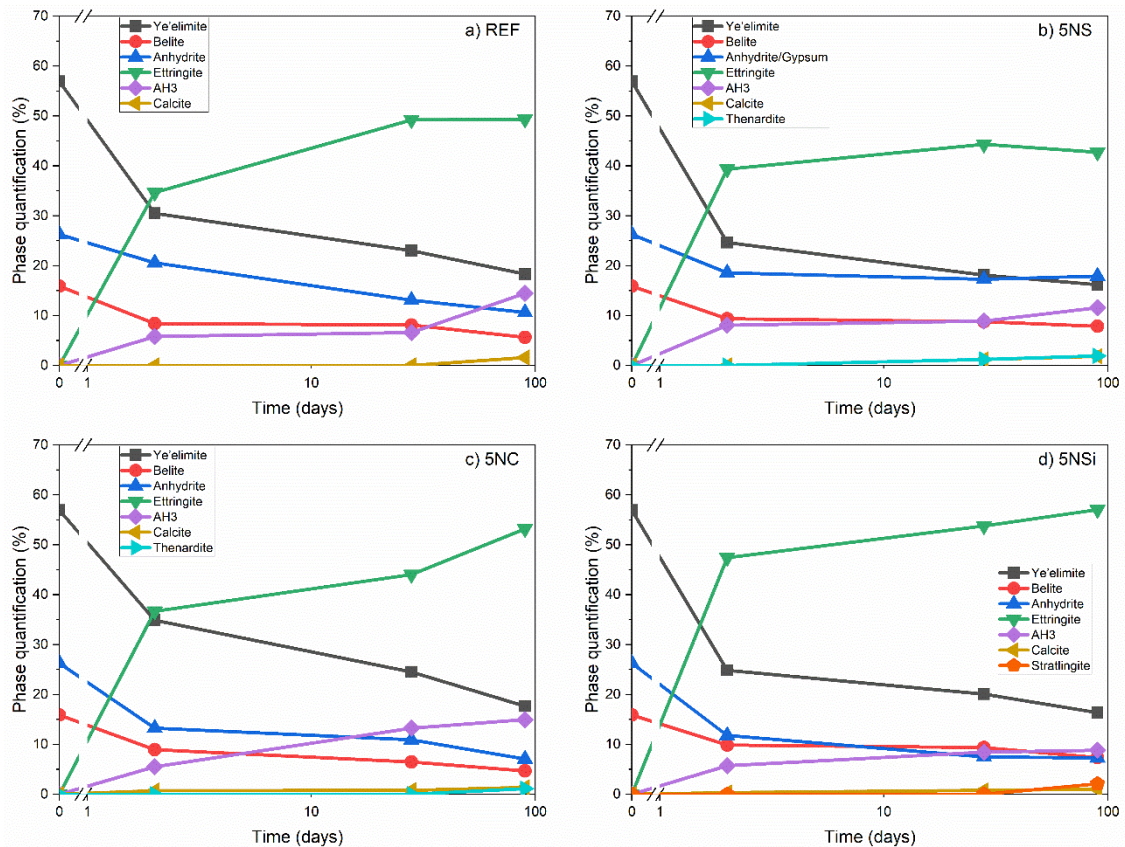 a) REF
Ye'elimite
Belite
Anhydrite
Ettringite
AH3
Calcite
Phase quantification (%)
70
60
50
40
30
20
10
0
0 1 10 100
Time (days)
b) 5NS
Ye'elimite
Belite
Anhydrite/Gypsum
Ettringite
AH3
Calcite
Thenardite
Phase quantification (%)
70
60
50
40
30
20
10
0
0 1 10 100
Time (days)
c) 5NC
Ye'elimite
Belite
Anhydrite
Ettringite
AH3
Calcite
Thenardite
Phase quantification (%)
70
60
50
40
30
20
10
0
0 1 10 100
Time (days)
d) 5NSi
Ye'elimite
Belite
Anhydrite
Ettringite
AH3
Calcite
Stratlingite
Phase quantification (%)
70
60
50
40
30
20
10
0
0 1 10 100
Time (days)